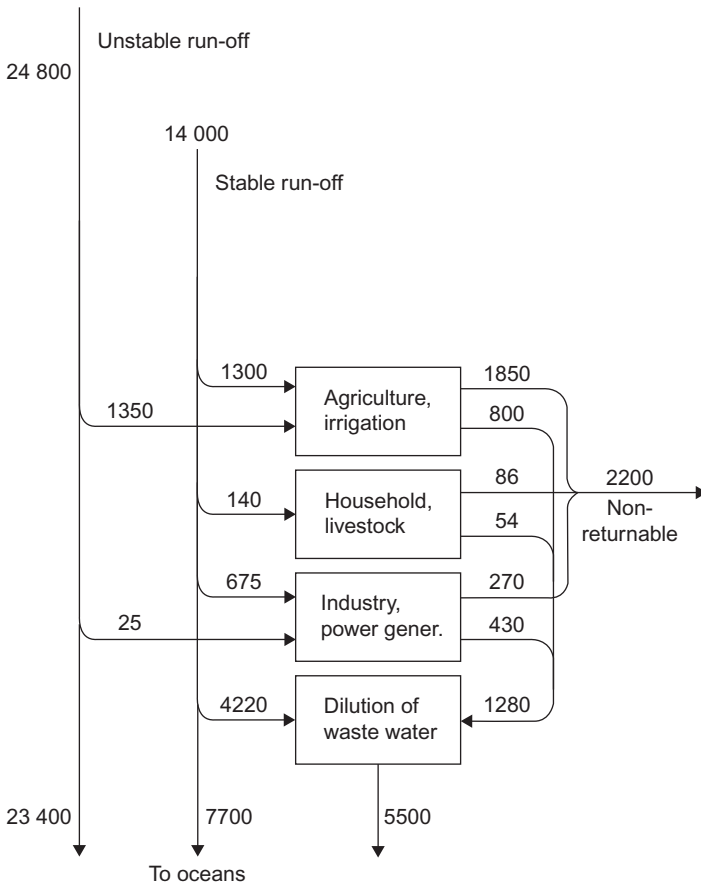 Unstable run-off
24 800
14 000
Stable run-off
1300
1850
Agriculture,
irrigation
1350
800
86
2200
140
Household,
livestock
Non-
returnable
54
675
270
Industry,
power gener.
25
430
4220
Dilution of
waste water
1280
23 400
7700
5500
To oceans